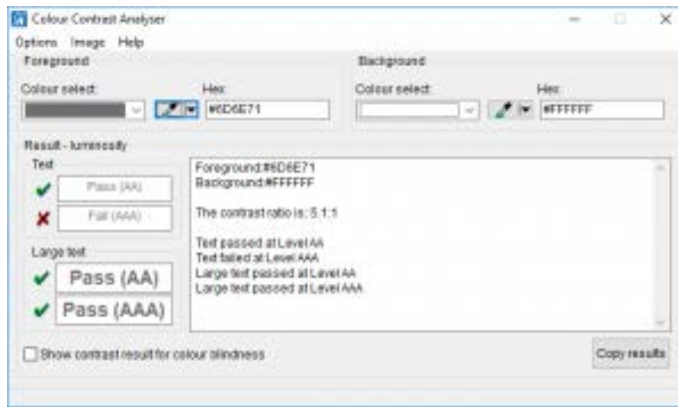 Colour Contrast Analyser
Options Image Help
Foreground
Background
Colour select:
Hex:
Colour select:
Hex:
#6D6E71
#FFFFFF
Result - luminosity
Text
Pass (AA)
Fail (AAA)
Large text
Pass (AA)
Pass (AAA)
Foreground:#6D6E71
Background:#FFFFFF
The contrast ratio is: 5.1:1
Text passed at Level AA
Text failed at Level AAA
Large text passed at Level AA
Large text passed at Level AAA
Show contrast result for colour blindness
Copy results